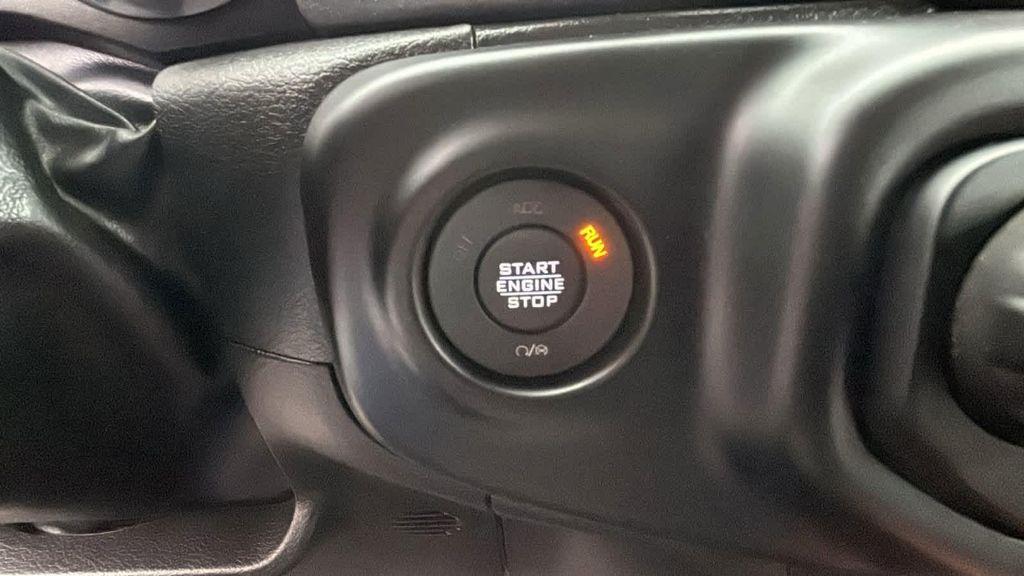 ACC
RUN
START
ENGINE
STOP